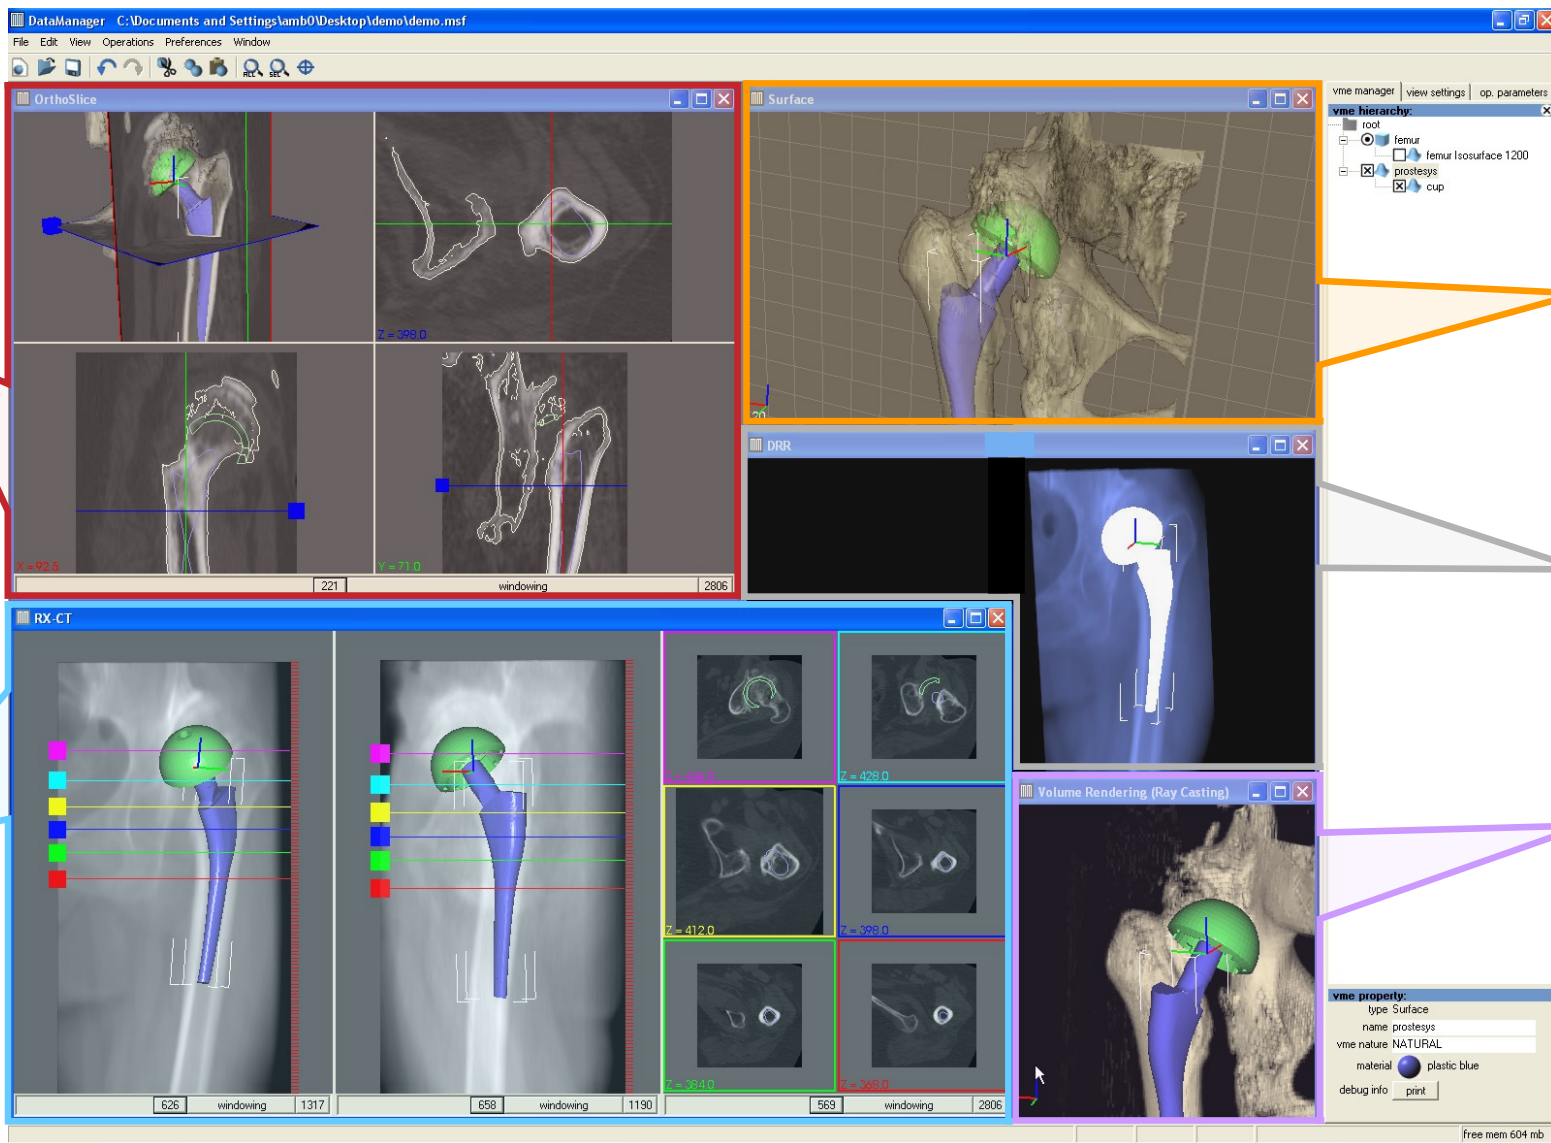 DataManager C:\Documents and Settings\amb0\Desktop\demo\demo.msf
File Edit View Operations Preferences Window
ALL SEL
OrthoSlice
Z = 398.0
X = 92.5
Y = 71.0
221 windowing 2806
Surface
20
DRR
RX-CT
Z = 428.0
Z = 412.0
Z = 398.0
Z = 384.0
Z = 368.0
626 windowing 1317
658 windowing 1190
569 windowing 2806
Volume Rendering (Ray Casting)
vme manager view settings op. parameters
vme hierarchy:
root
femur
femur Isosurface 1200
prostesys
cup
vme property:
type Surface
name prostesys
vme nature NATURAL
material plastic blue
debug info print
free mem 604 mb